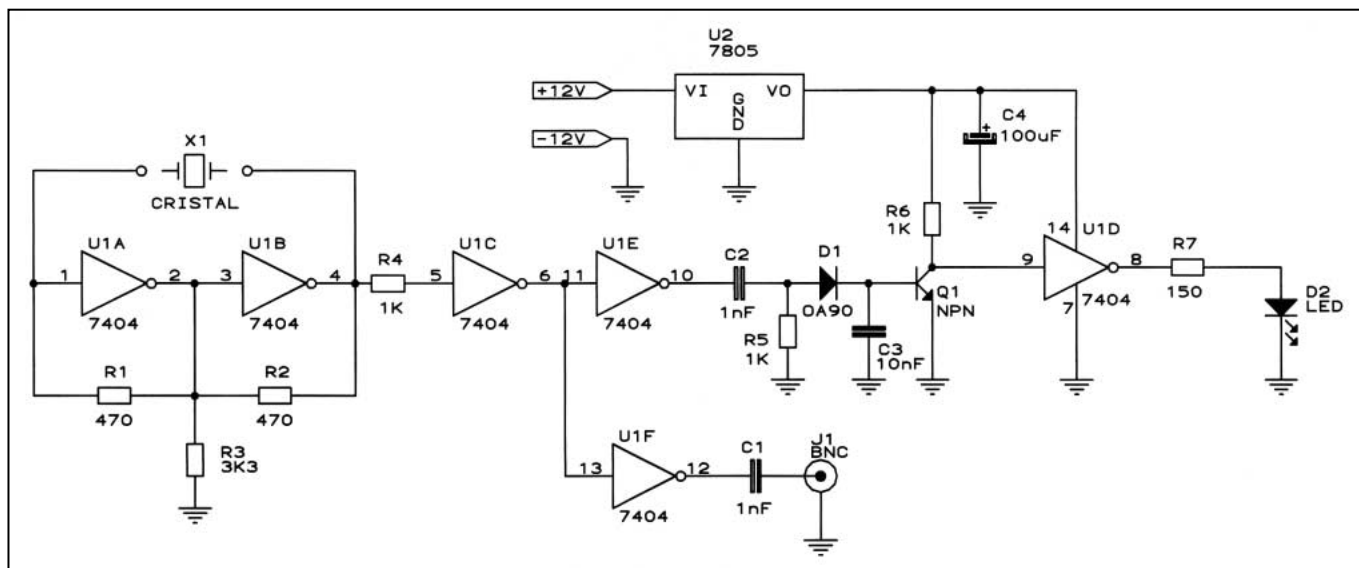 U2
7805
+12V
VI
GND
VO
-12V
C4
+
100uF
X1
CRISTAL
R6
1K
U1A
1
2
7404
U1B
3
4
7404
R4
1K
U1C
5
6
7404
U1E
11
10
7404
C2
1nF
D1
OA90
R5
1K
C3
10nF
Q1
NPN
14
U1D
9
8
7
7404
R7
150
D2
LED
R1
470
R2
470
R3
3K3
U1F
13
12
7404
C1
1nF
J1
BNC